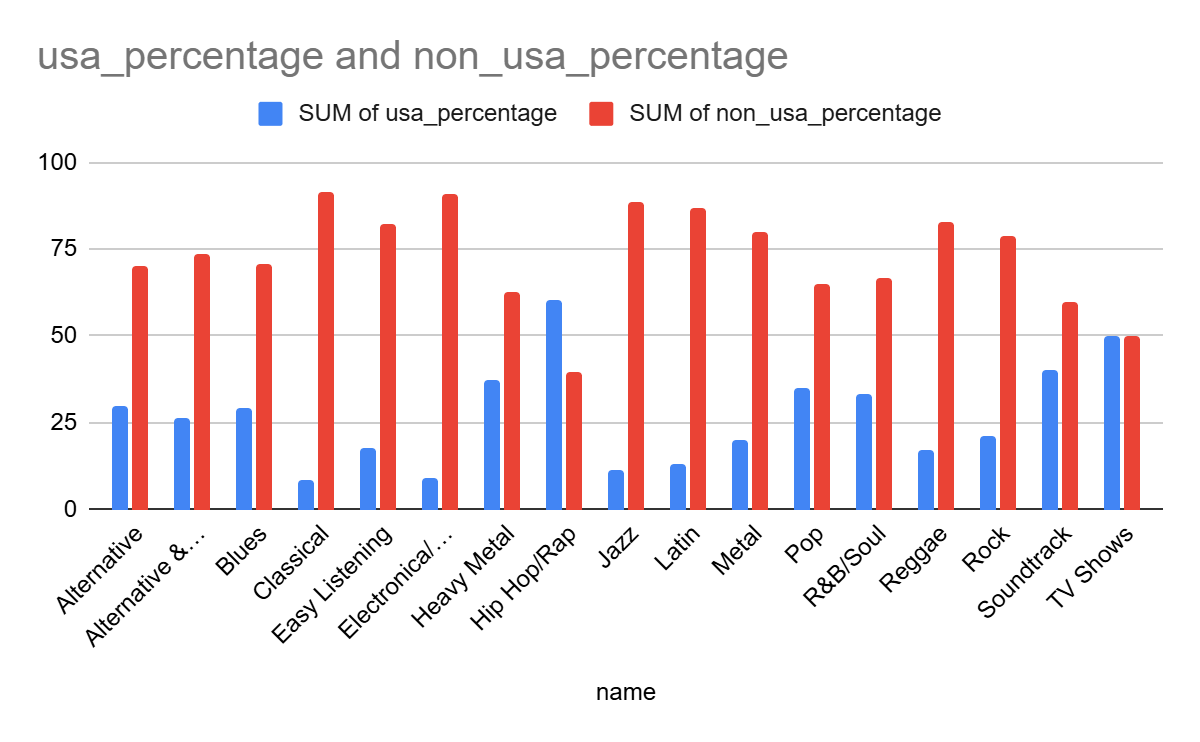 usa_percentage and non_usa_percentage
SUM of usa_percentage
SUM of non_usa_percentage
100
75
50
25
0
Alternative
Alternative &…
Blues
Classical
Easy Listening
Electronica/…
Heavy Metal
Hip Hop/Rap
Jazz
Latin
Metal
Pop
R&B/Soul
Reggae
Rock
Soundtrack
TV Shows
name